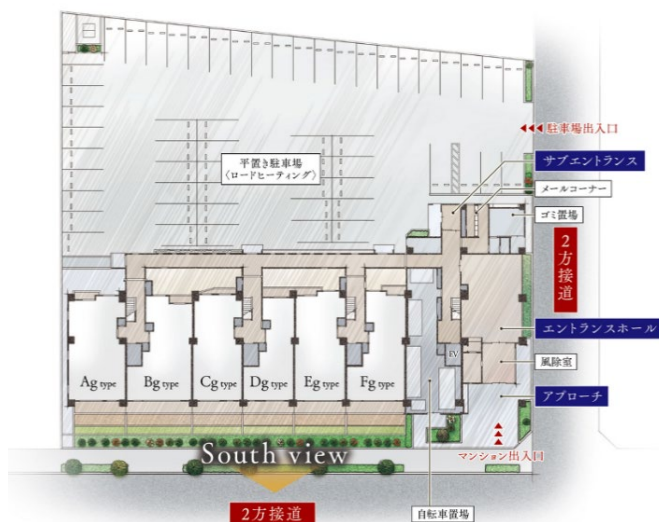 駐車場出入口
平置き駐車場
〈ロードヒーティング〉
サブエントランス
メールコーナー
ゴミ置場
2方接道
エントランスホール
風除室
EV
アプローチ
Ag type
Bg type
Cg type
Dg type
Eg type
Fg type
South view
マンション出入口
2方接道
自転車置場